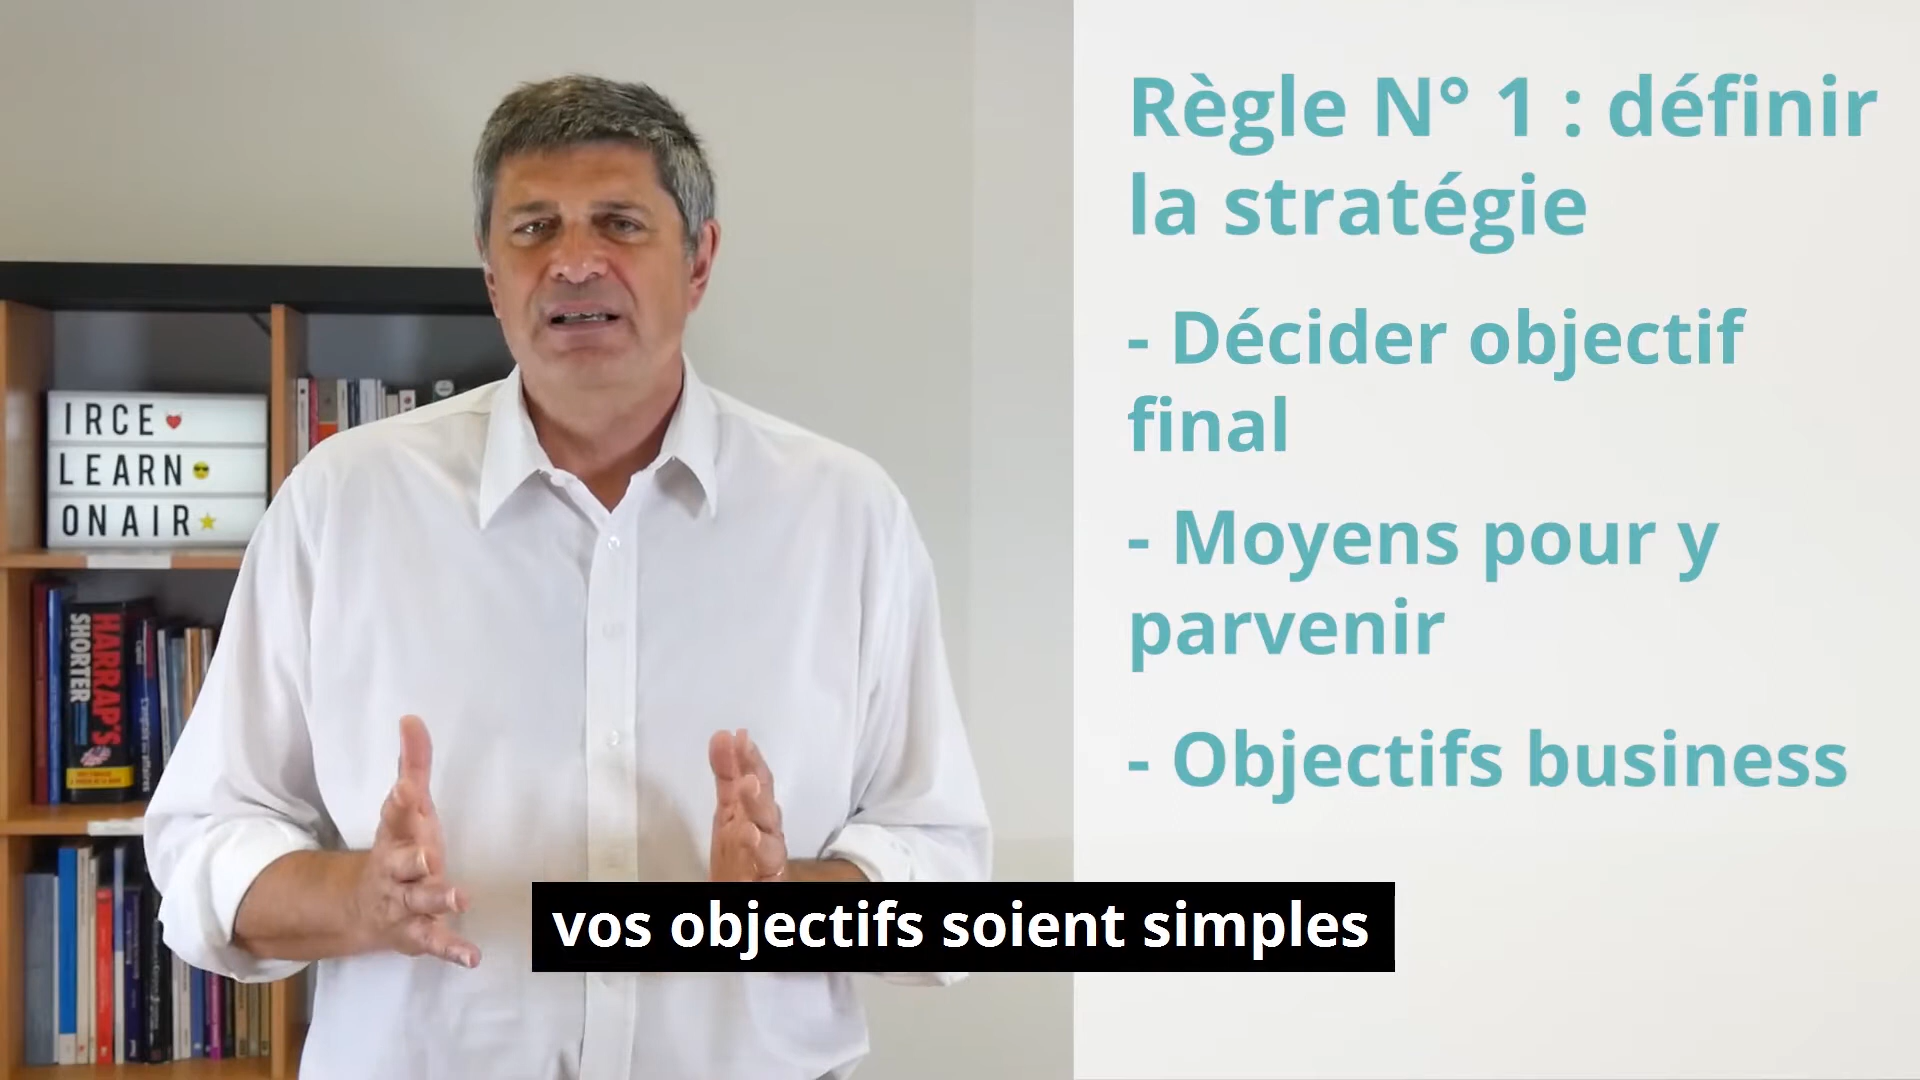 Règle N° 1 : définir
la stratégie
- Décider objectif
final
- Moyens pour y
parvenir
- Objectifs business
IRCE
LEARN
ON AIR
HARRAP'S
SHORTER
vos objectifs soient simples